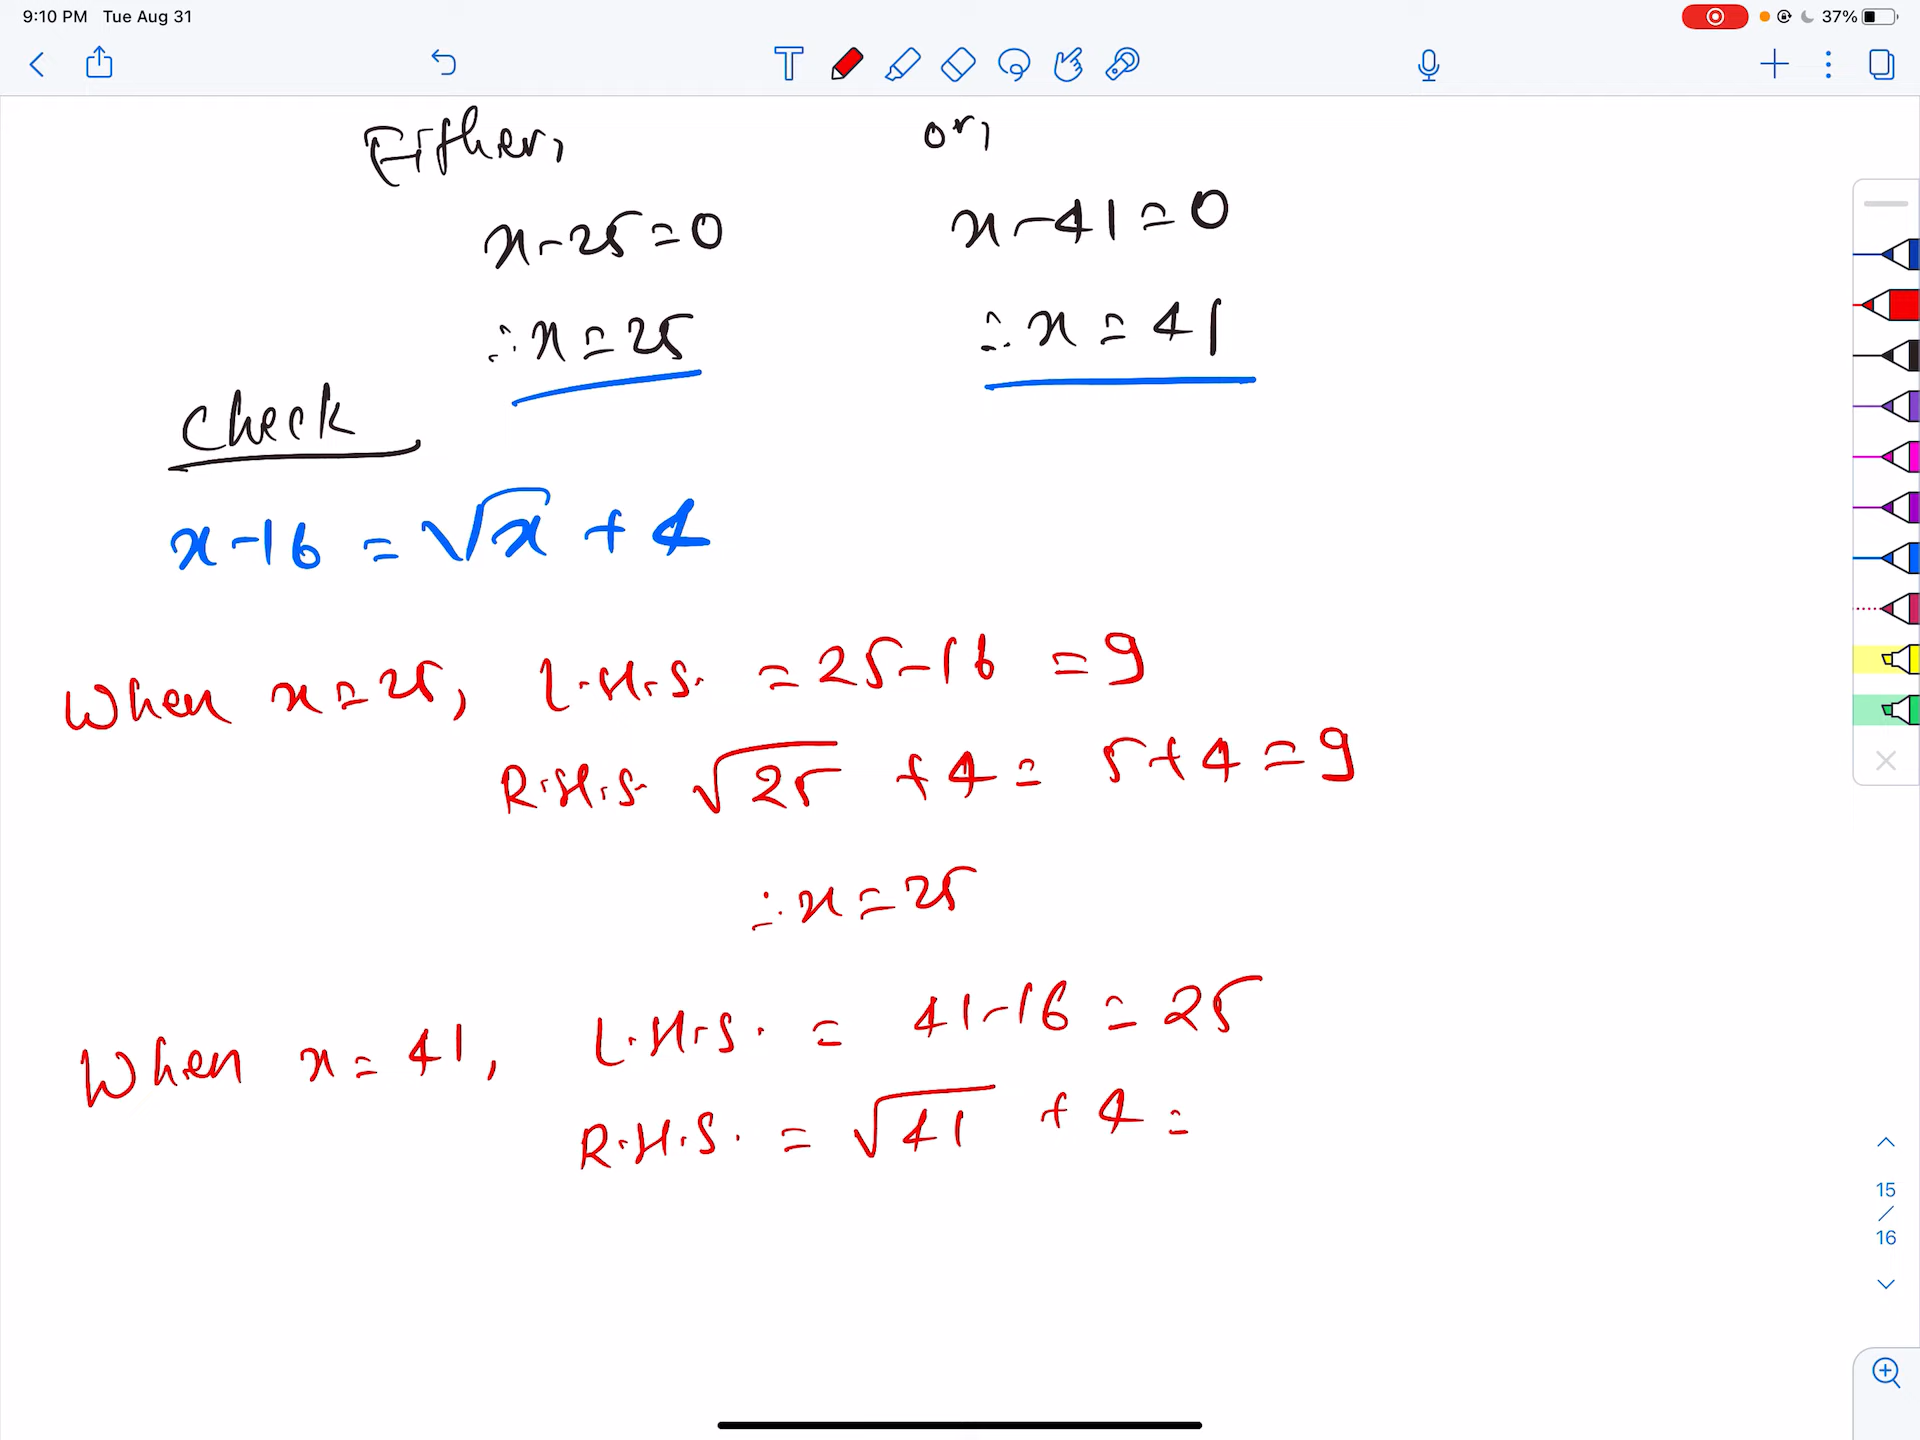 9:10 PM Tue Aug 31
37%
T
Either, or,
x-25=0 x-41=0
∴x=25 ∴x=41
Check
x-16 = √x + 4
When x=25, L.H.S. =25-16 =9
R.H.S. √25 +4= 5+4=9
∴x=25
When x=41, L.H.S. = 41-16=25
R.H.S. = √41 + 4 =
15
/
16